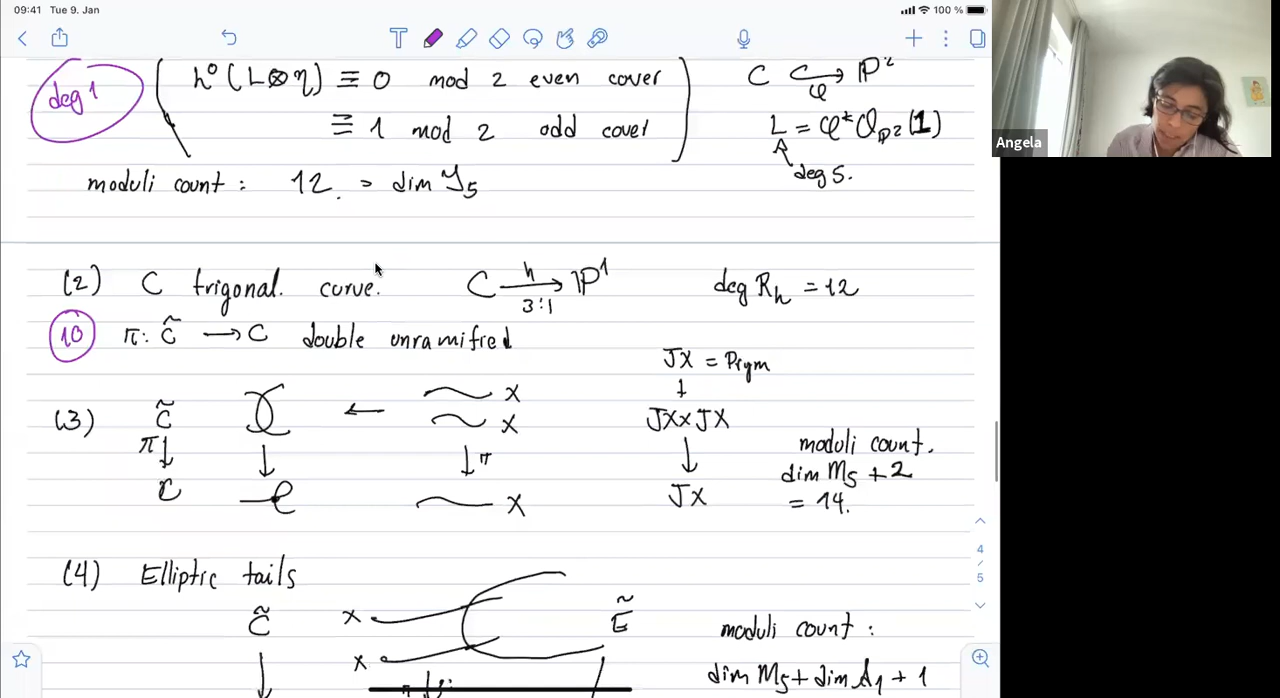 09:41 Tue 9. Jan
100 %
deg 1
h⁰(L⊗η) ≡ 0 mod 2 even cover
≡ 1 mod 2 odd cover
C ↪ P²
φ
L = φ* O_P²(1)
deg 5.
moduli count : 12. = dim Y₅
Angela
(2) C trigonal. curve. C →(h, 3:1) P¹ deg R_h = 12
10 π: C̃ → C double unramified
JX = Prym
↓
(3) C̃ ← X
X
JX x JX
π↓ ↓ ↓π ↓
C X JX
moduli count.
dim M₅ + 2
= 14.
(4) Elliptic tails
C̃ X Ẽ
X
↓
moduli count :
dim M₅ + dim A₁ + 1
4
/
5